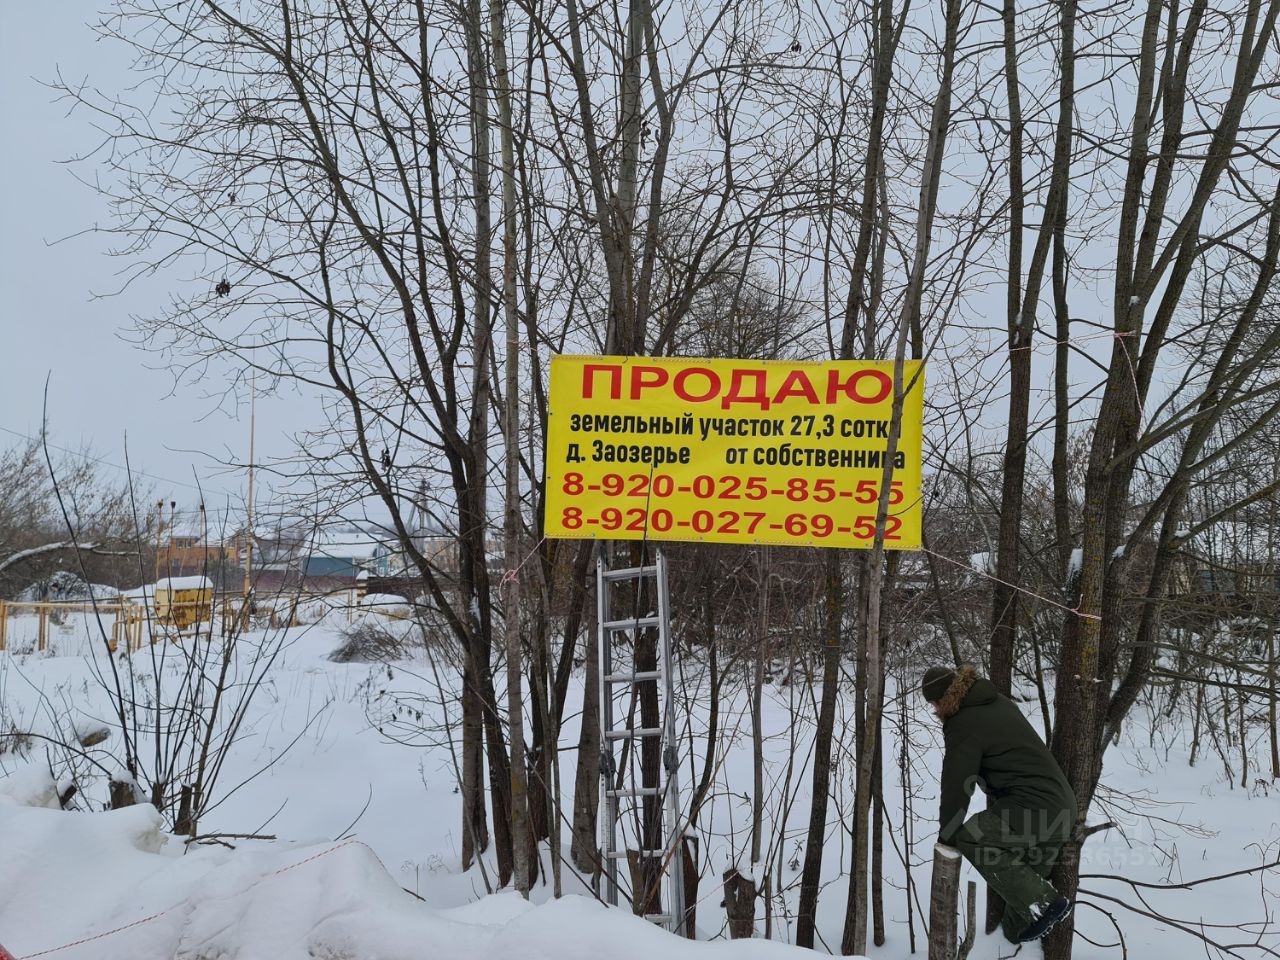 ПРОДАЮ
земельный участок 27,3 сотки
д. Заозерье от собственника
8-920-025-85-55
8-920-027-69-52
циан